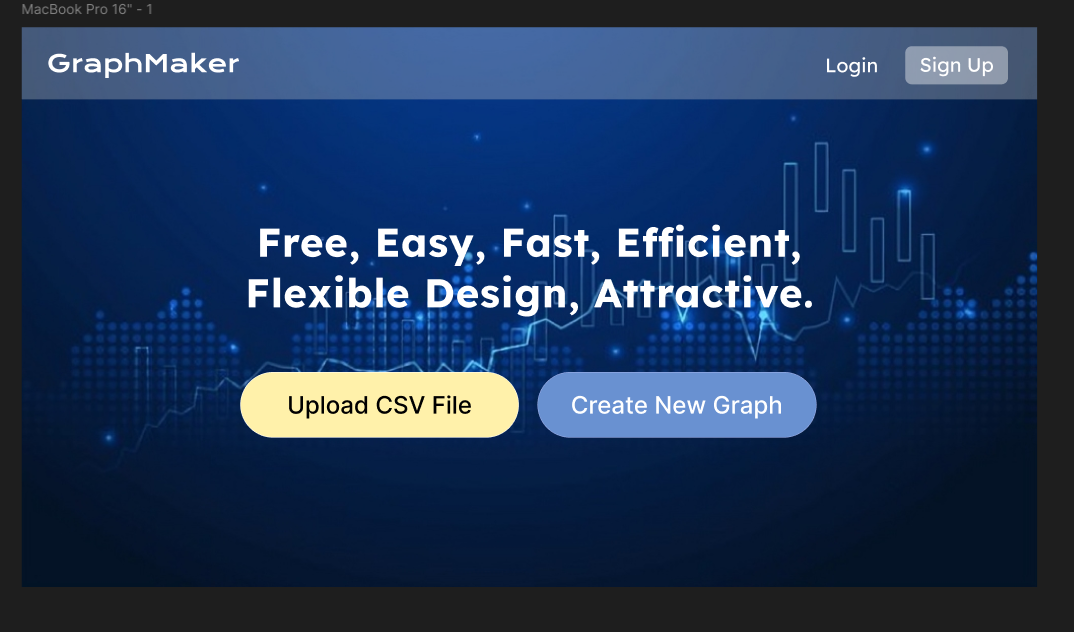 MacBook Pro 16" - 1
GraphMaker
Login
Sign Up
Free, Easy, Fast, Efficient,
Flexible Design, Attractive.
Upload CSV File
Create New Graph